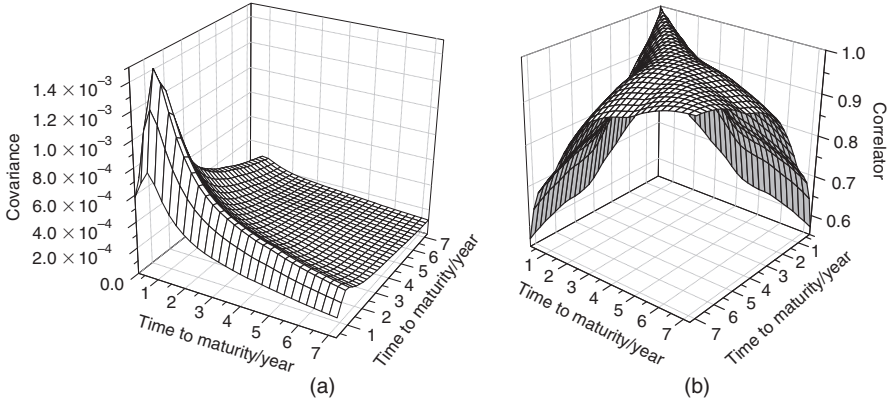 1.4 × 10⁻³
1.2 × 10⁻³
1.0 × 10⁻³
8.0 × 10⁻⁴
6.0 × 10⁻⁴
4.0 × 10⁻⁴
2.0 × 10⁻⁴
0.0
Covariance
1 2 3 4 5 6 7
Time to maturity/year
1 2 3 4 5 6 7
Time to maturity/year
(a)
1.0
0.9
0.8
0.7
0.6
Correlator
1 2 3 4 5 6 7
Time to maturity/year
7 6 5 4 3 2 1
Time to maturity/year
(b)